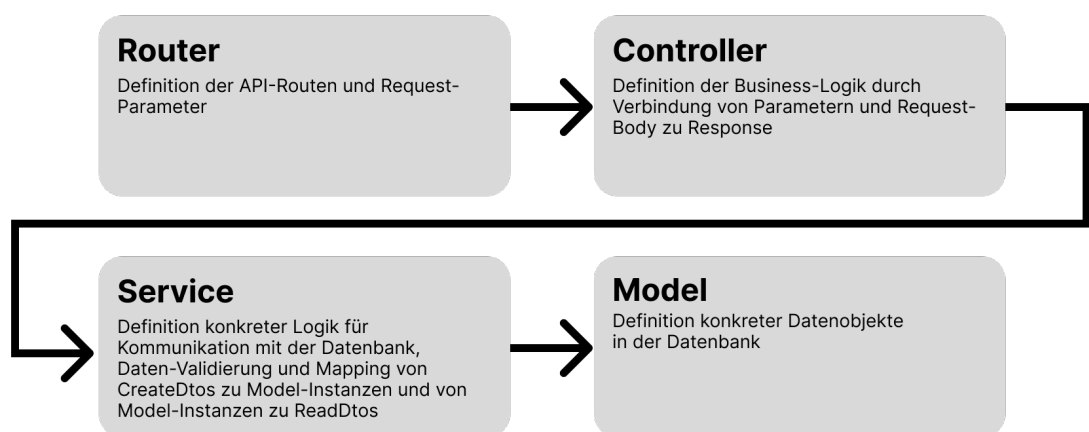 Router
Definition der API-Routen und Request-
Parameter
Controller
Definition der Business-Logik durch
Verbindung von Parametern und Request-
Body zu Response
Service
Definition konkreter Logik für
Kommunikation mit der Datenbank,
Daten-Validierung und Mapping von
CreateDtos zu Model-Instanzen und von
Model-Instanzen zu ReadDtos
Model
Definition konkreter Datenobjekte
in der Datenbank